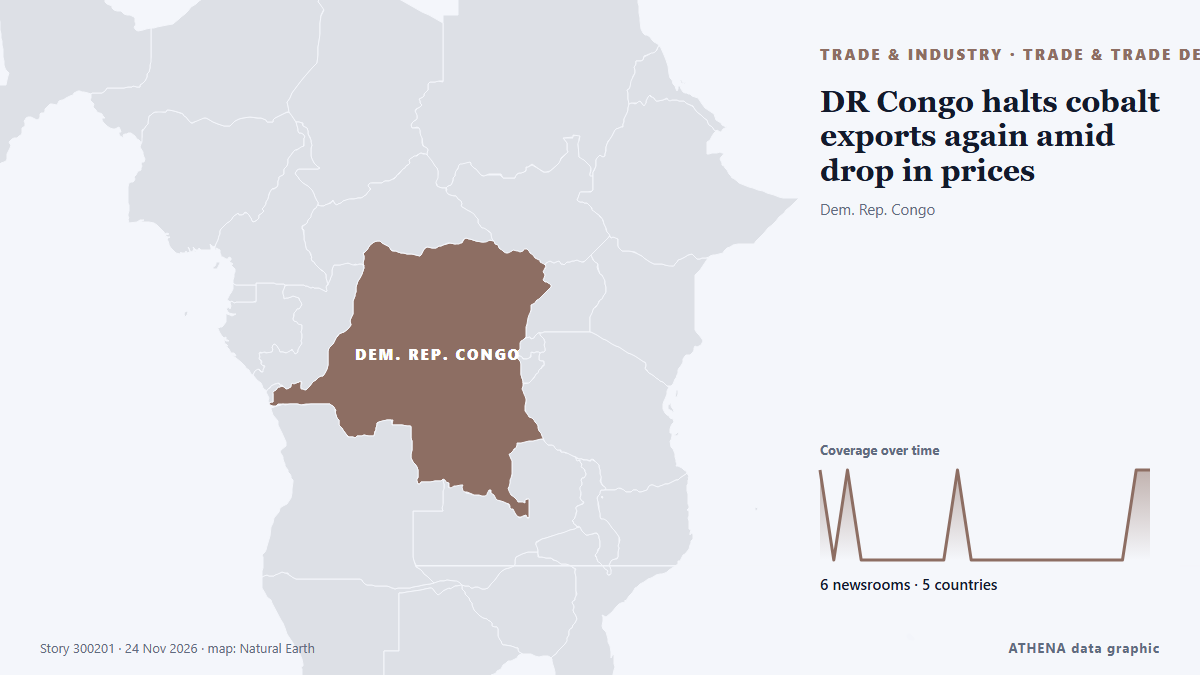 TRADE & INDUSTRY · TRADE & TRADE DE
DR Congo halts cobalt
exports again amid
drop in prices
Dem. Rep. Congo
DEM. REP. CONGO
Coverage over time
6 newsrooms · 5 countries
Story 300201 · 24 Nov 2026 · map: Natural Earth
ATHENA data graphic